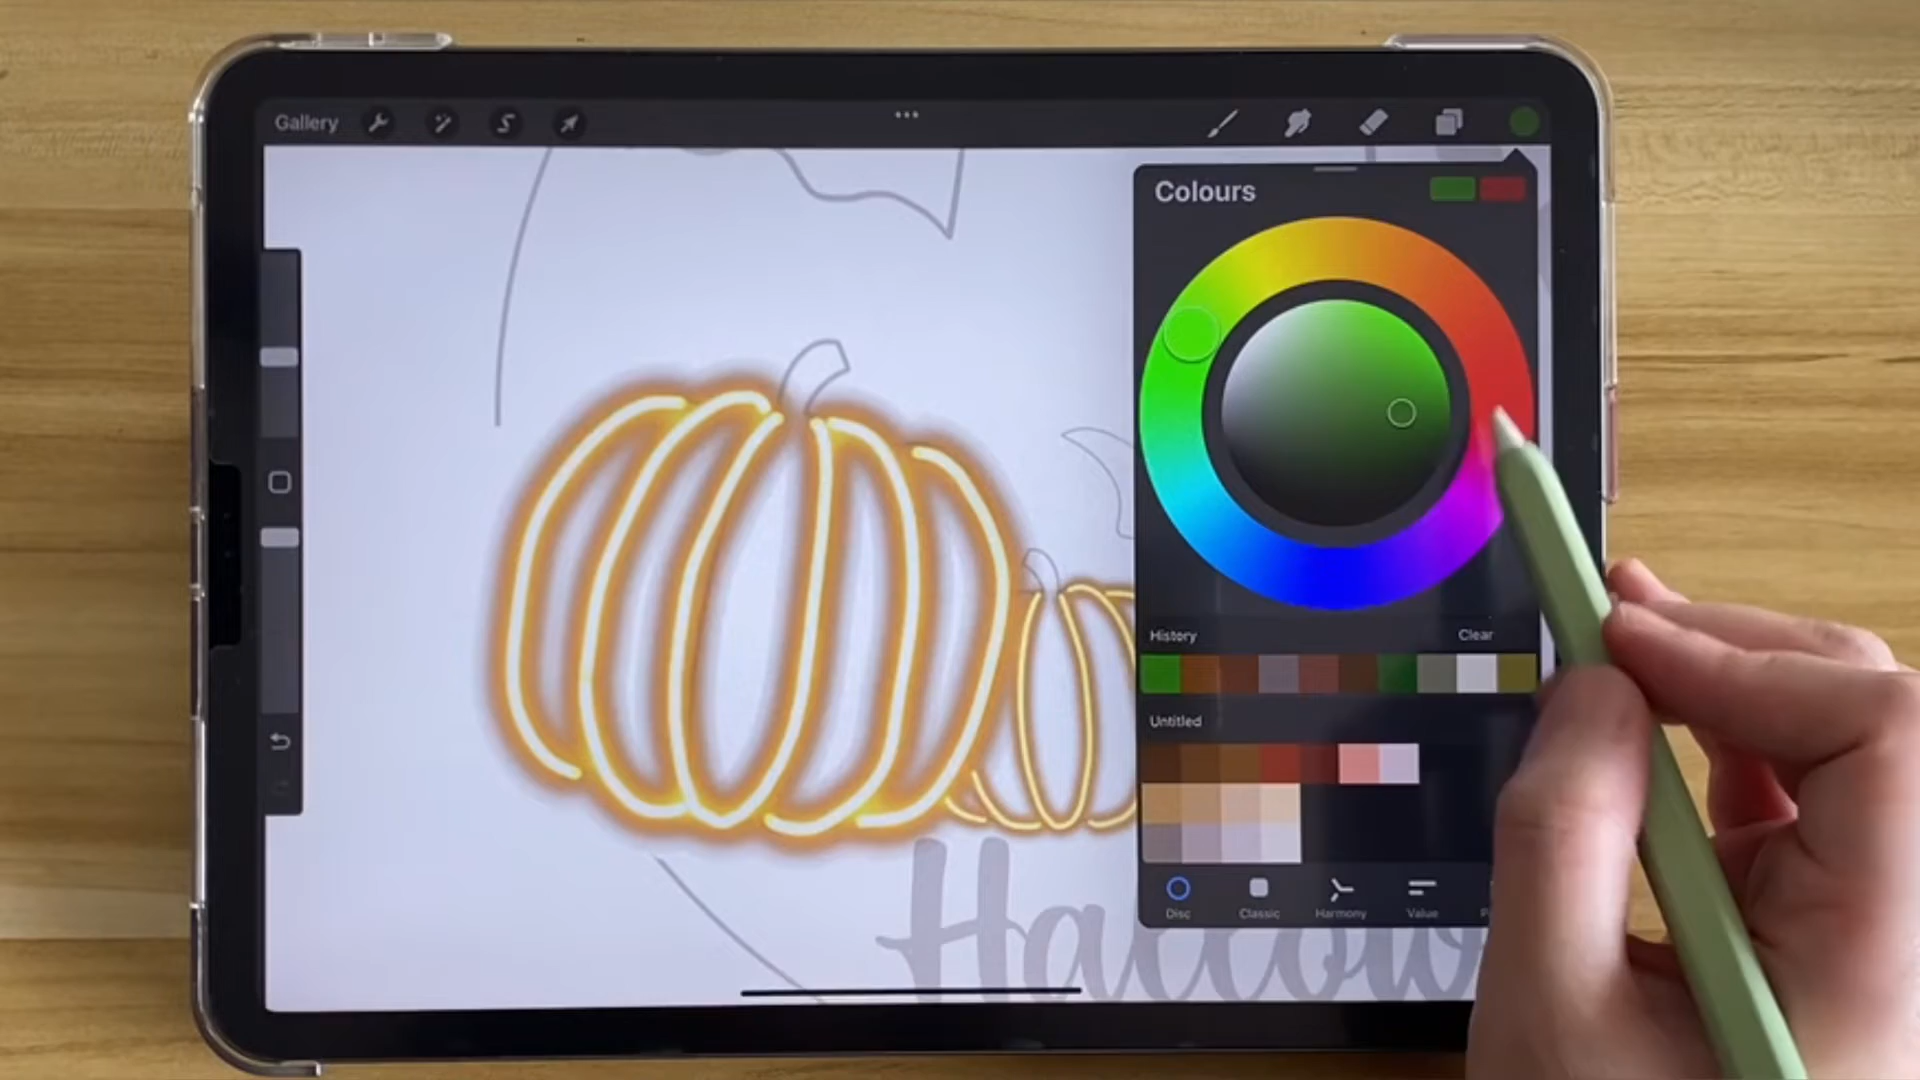 Gallery
Colours
History Clear
Untitled
Disc Classic Harmony Value